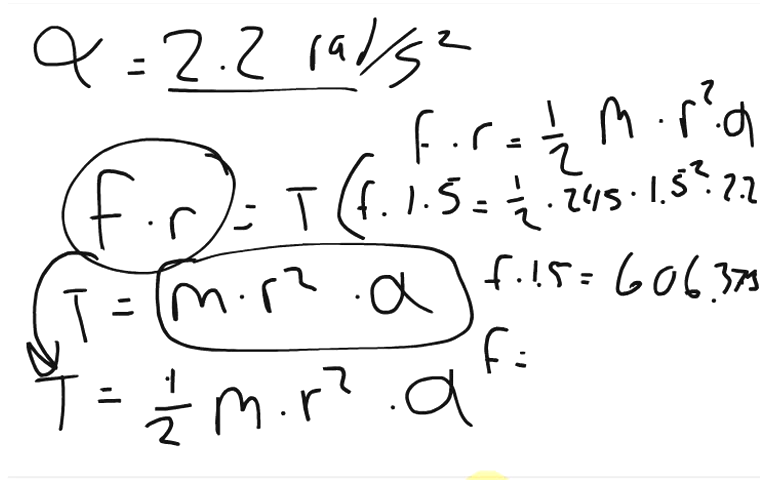 α = 2.2 rad/s²
f · r = 1/2 m · r² · α
f · r = T
f · 1.5 = 1/2 · 245 · 1.5² · 2.2
T = m · r² · α
f · 1.5 = 606.375
T = 1/2 m · r² · α
f =